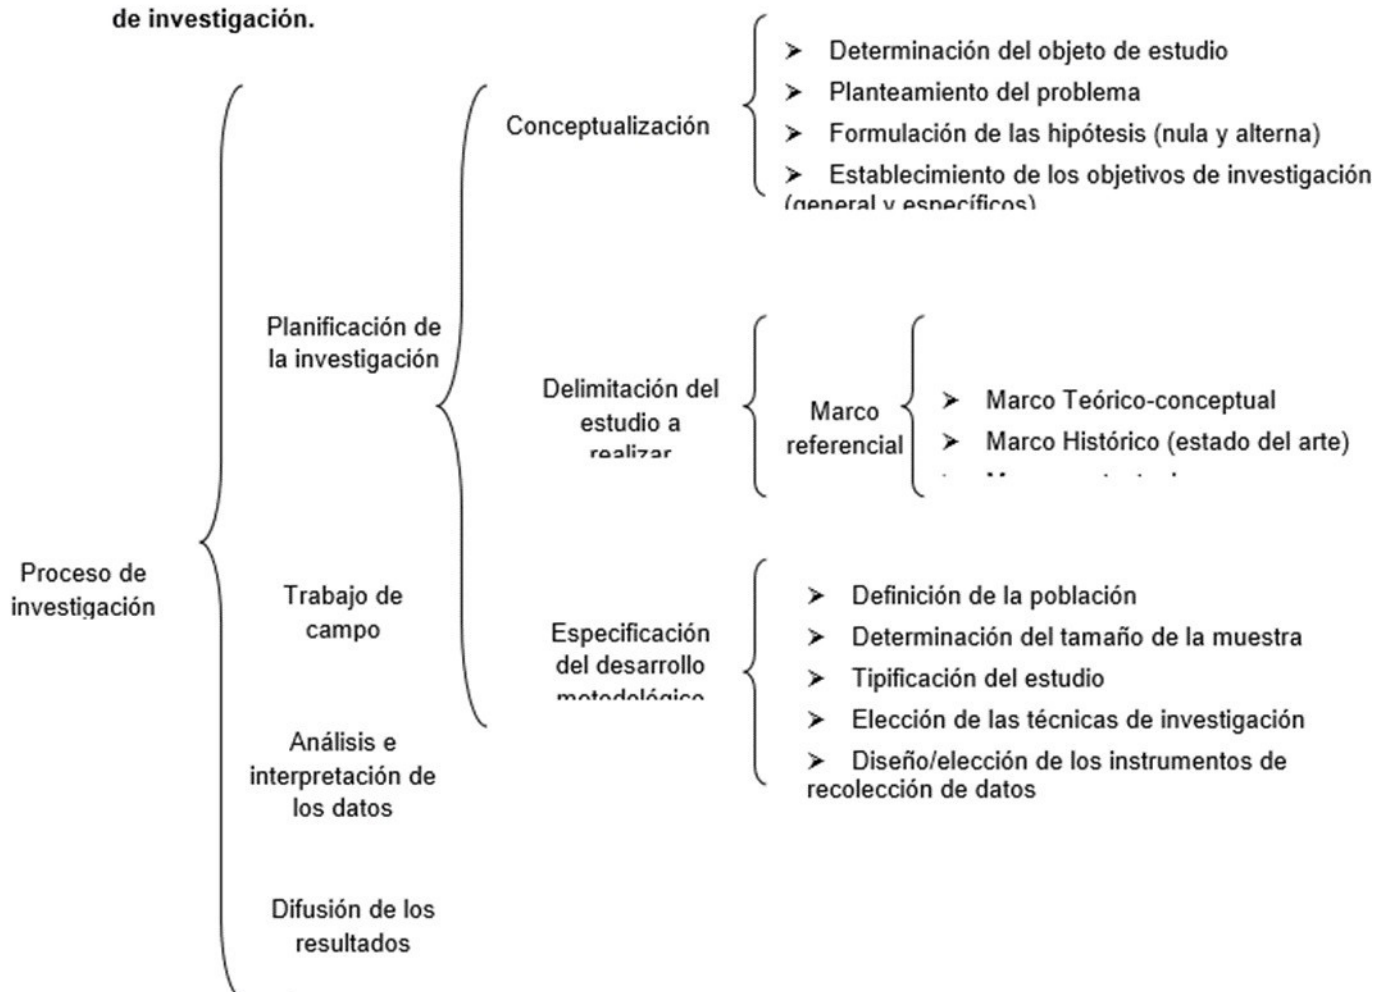 de investigación.
Proceso de
investigación
Planificación de
la investigación
Conceptualización
➤ Determinación del objeto de estudio
➤ Planteamiento del problema
➤ Formulación de las hipótesis (nula y alterna)
➤ Establecimiento de los objetivos de investigación
(general y específicos)
Delimitación del
estudio a
realizar
Marco
referencial
➤ Marco Teórico-conceptual
➤ Marco Histórico (estado del arte)
Especificación
del desarrollo
metodológico
➤ Definición de la población
➤ Determinación del tamaño de la muestra
➤ Tipificación del estudio
➤ Elección de las técnicas de investigación
➤ Diseño/elección de los instrumentos de
recolección de datos
Trabajo de
campo
Análisis e
interpretación de
los datos
Difusión de los
resultados